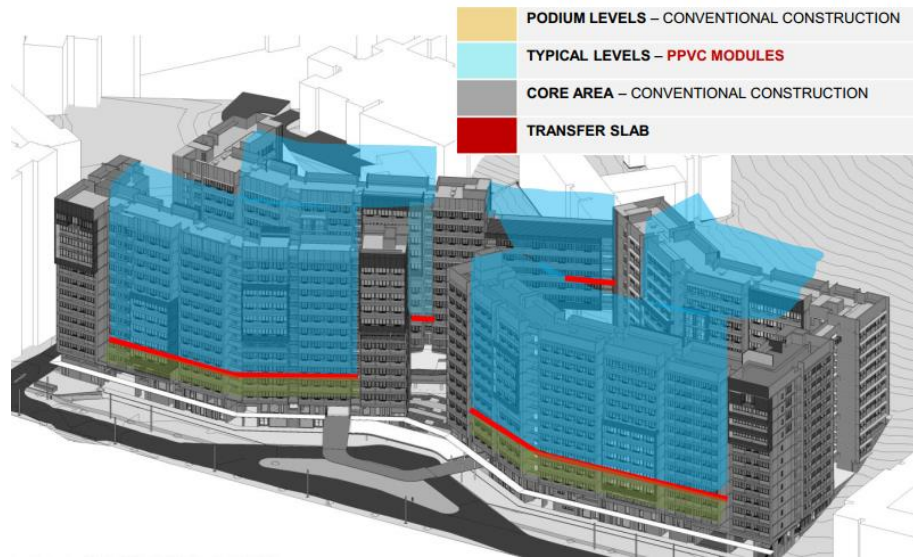 PODIUM LEVELS – CONVENTIONAL CONSTRUCTION
TYPICAL LEVELS – PPVC MODULES
CORE AREA – CONVENTIONAL CONSTRUCTION
TRANSFER SLAB